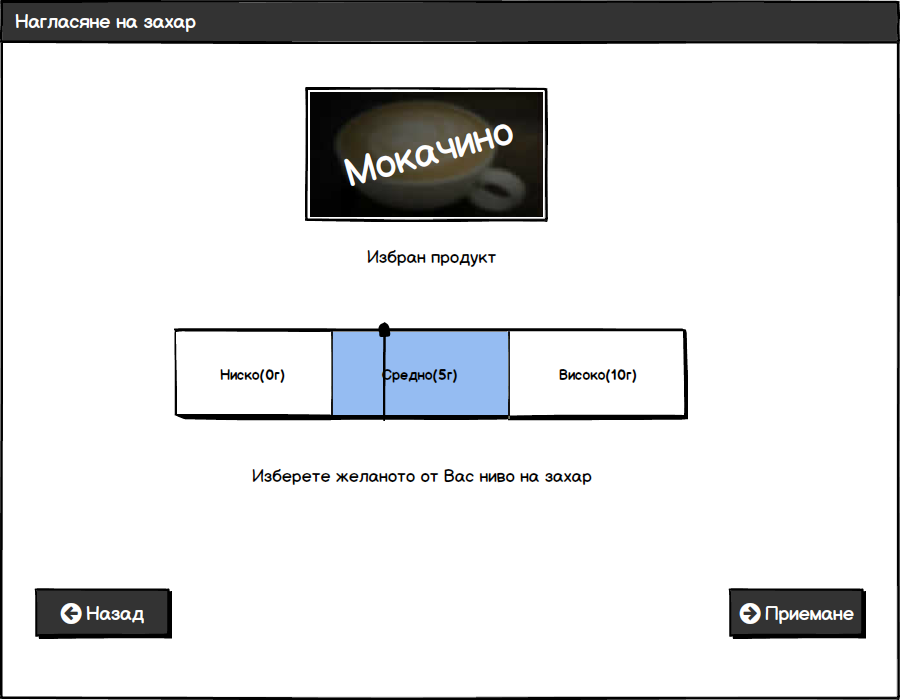 Нагласяне на захар
Мокачино
Избран продукт
Ниско(0г) Средно(5г) Високо(10г)
Изберете желаното от Вас ниво на захар
Назад Приемане